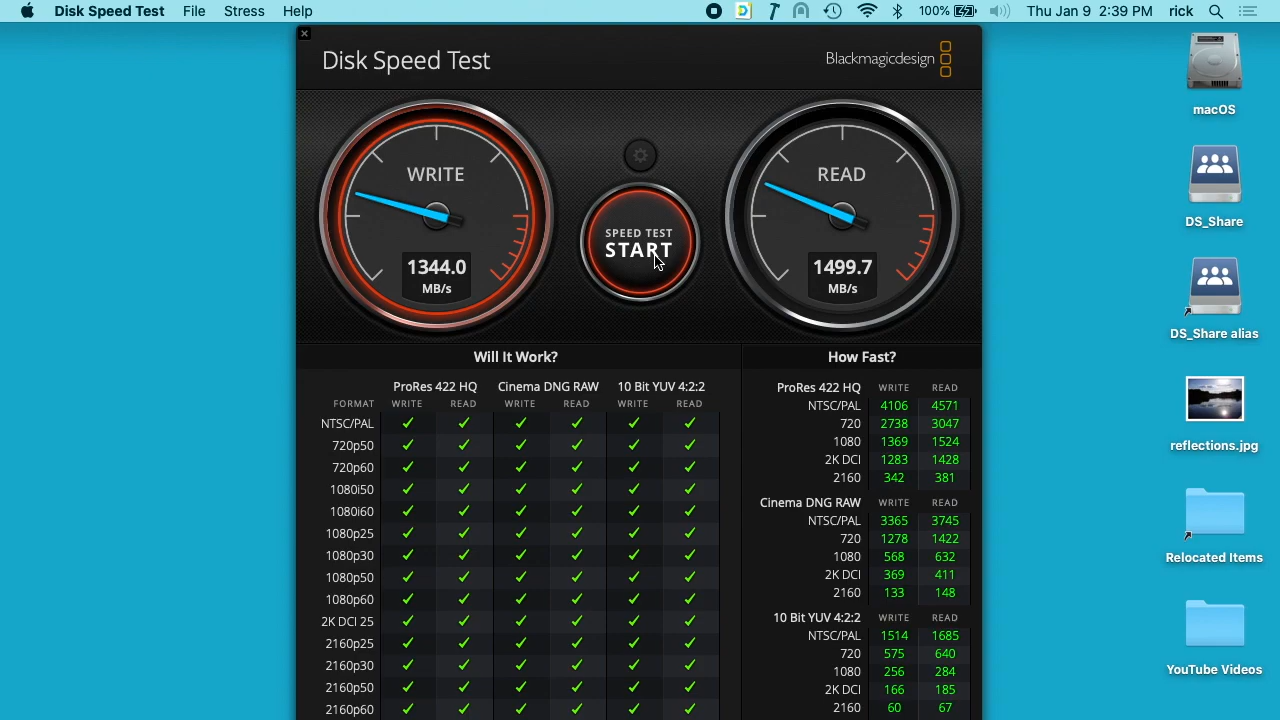 Disk Speed Test File Stress Help 100% Thu Jan 9 2:39 PM rick
Disk Speed Test
Blackmagicdesign
WRITE
1344.0
MB/s
SPEED TEST
START
READ
1499.7
MB/s
Will It Work?
ProRes 422 HQ Cinema DNG RAW 10 Bit YUV 4:2:2
FORMAT WRITE READ WRITE READ WRITE READ
NTSC/PAL ✓ ✓ ✓ ✓ ✓ ✓
720p50 ✓ ✓ ✓ ✓ ✓ ✓
720p60 ✓ ✓ ✓ ✓ ✓ ✓
1080i50 ✓ ✓ ✓ ✓ ✓ ✓
1080i60 ✓ ✓ ✓ ✓ ✓ ✓
1080p25 ✓ ✓ ✓ ✓ ✓ ✓
1080p30 ✓ ✓ ✓ ✓ ✓ ✓
1080p50 ✓ ✓ ✓ ✓ ✓ ✓
1080p60 ✓ ✓ ✓ ✓ ✓ ✓
2K DCI 25 ✓ ✓ ✓ ✓ ✓ ✓
2160p25 ✓ ✓ ✓ ✓ ✓ ✓
2160p30 ✓ ✓ ✓ ✓ ✓ ✓
2160p50 ✓ ✓ ✓ ✓ ✓ ✓
2160p60 ✓ ✓ ✓ ✓ ✓ ✓
How Fast?
ProRes 422 HQ WRITE READ
NTSC/PAL 4106 4571
720 2738 3047
1080 1369 1524
2K DCI 1283 1428
2160 342 381
Cinema DNG RAW WRITE READ
NTSC/PAL 3365 3745
720 1278 1422
1080 568 632
2K DCI 369 411
2160 133 148
10 Bit YUV 4:2:2 WRITE READ
NTSC/PAL 1514 1685
720 575 640
1080 256 284
2K DCI 166 185
2160 60 67
macOS
DS_Share
DS_Share alias
reflections.jpg
Relocated Items
YouTube Videos